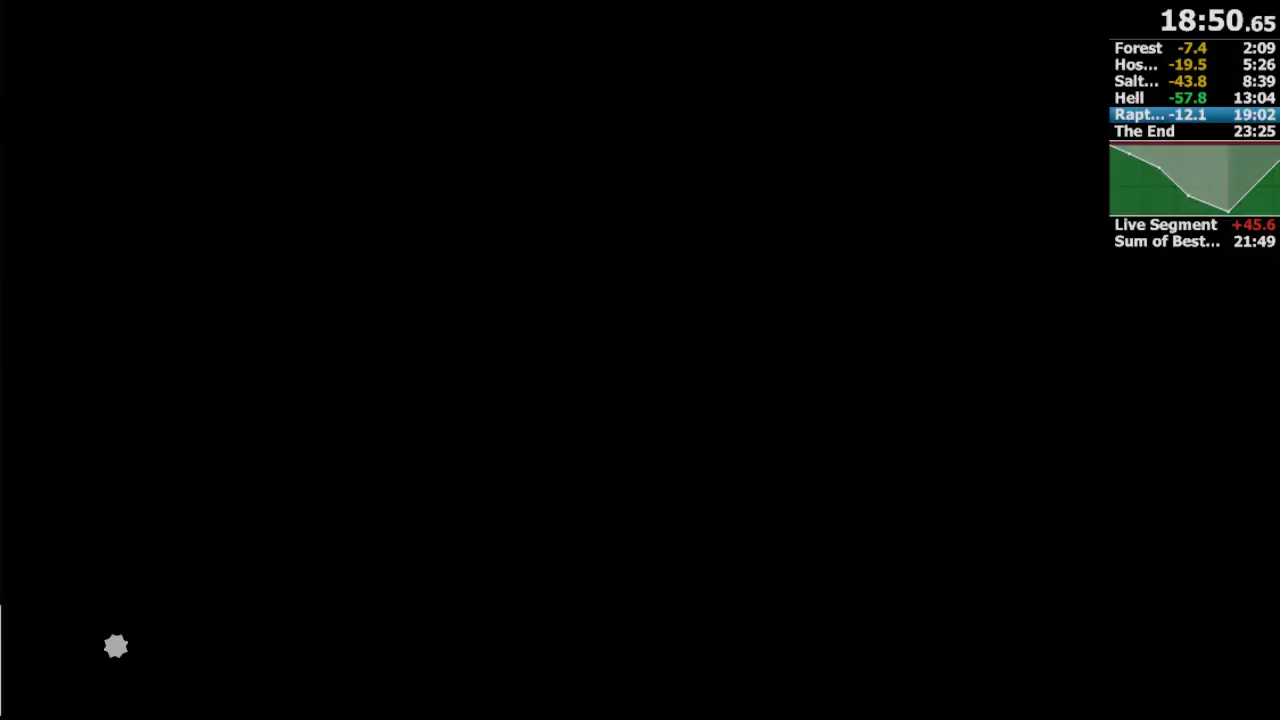 18:50.65
Forest -7.4 2:09
Hos... -19.5 5:26
Salt... -43.8 8:39
Hell -57.8 13:04
Rapt... -12.1 19:02
The End 23:25
Live Segment +45.6
Sum of Best... 21:49